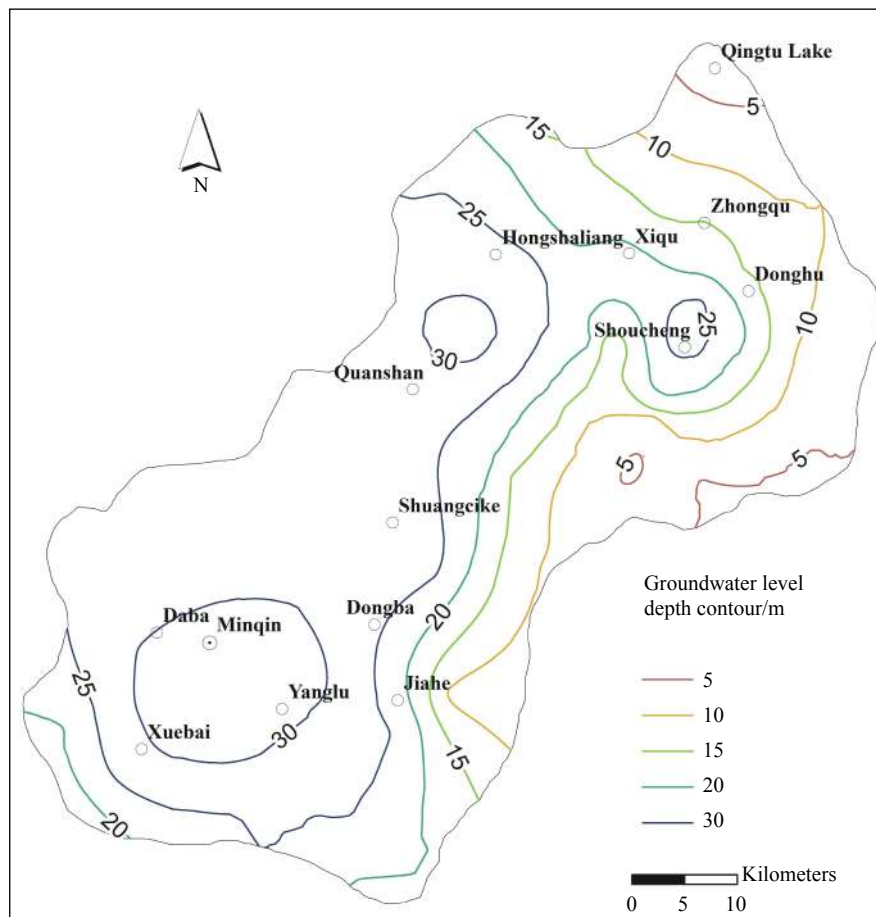 Qingtu Lake
5
15
10
N
25
Zhongqu
Hongshaliang
Xiqu
Donghu
25
10
Shoucheng
30
Quanshan
5
5
Shuangcike
Groundwater level
depth contour/m
Daba
Dongba
20
Minqin
25
Jiahe
5
Yanglu
10
Xuebai
30
15
15
20
20
30
Kilometers
0 5 10